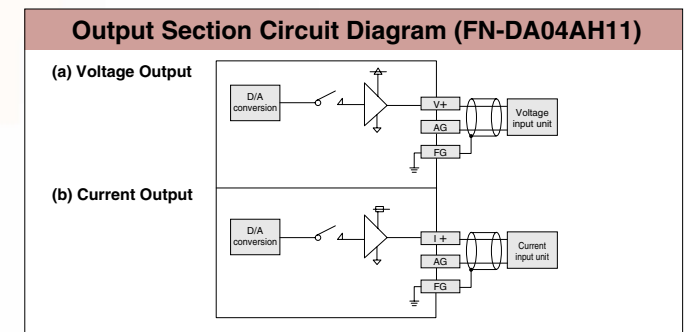 Output Section Circuit Diagram (FN-DA04AH11)
(a) Voltage Output
D/A
conversion
V+
AG
FG
Voltage
input unit
(b) Current Output
D/A
conversion
I +
AG
FG
Current
input unit